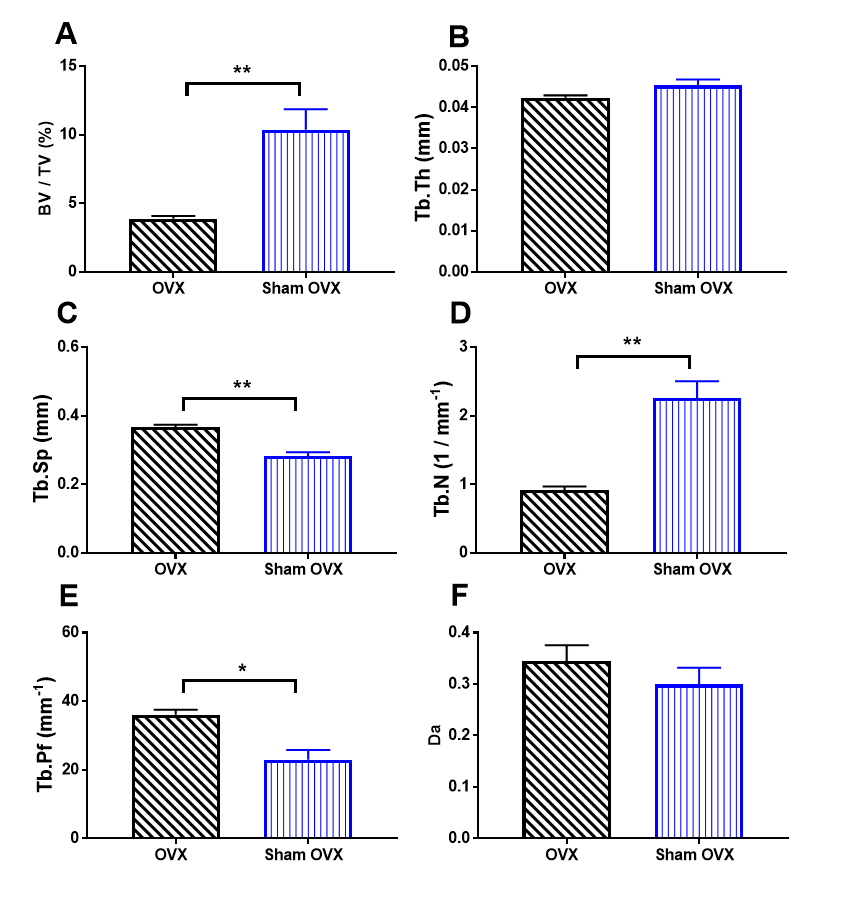 A
15
**
10
BV / TV (%)
5
0
OVX
Sham OVX
B
0.05
0.04
0.03
Tb.Th (mm)
0.02
0.01
0.00
OVX
Sham OVX
C
0.6
**
0.4
Tb.Sp (mm)
0.2
0.0
OVX
Sham OVX
D
3
**
2
Tb.N (1 / mm⁻¹)
1
0
OVX
Sham OVX
E
60
*
40
Tb.Pf (mm⁻¹)
20
0
OVX
Sham OVX
F
0.4
0.3
Da
0.2
0.1
0.0
OVX
Sham OVX